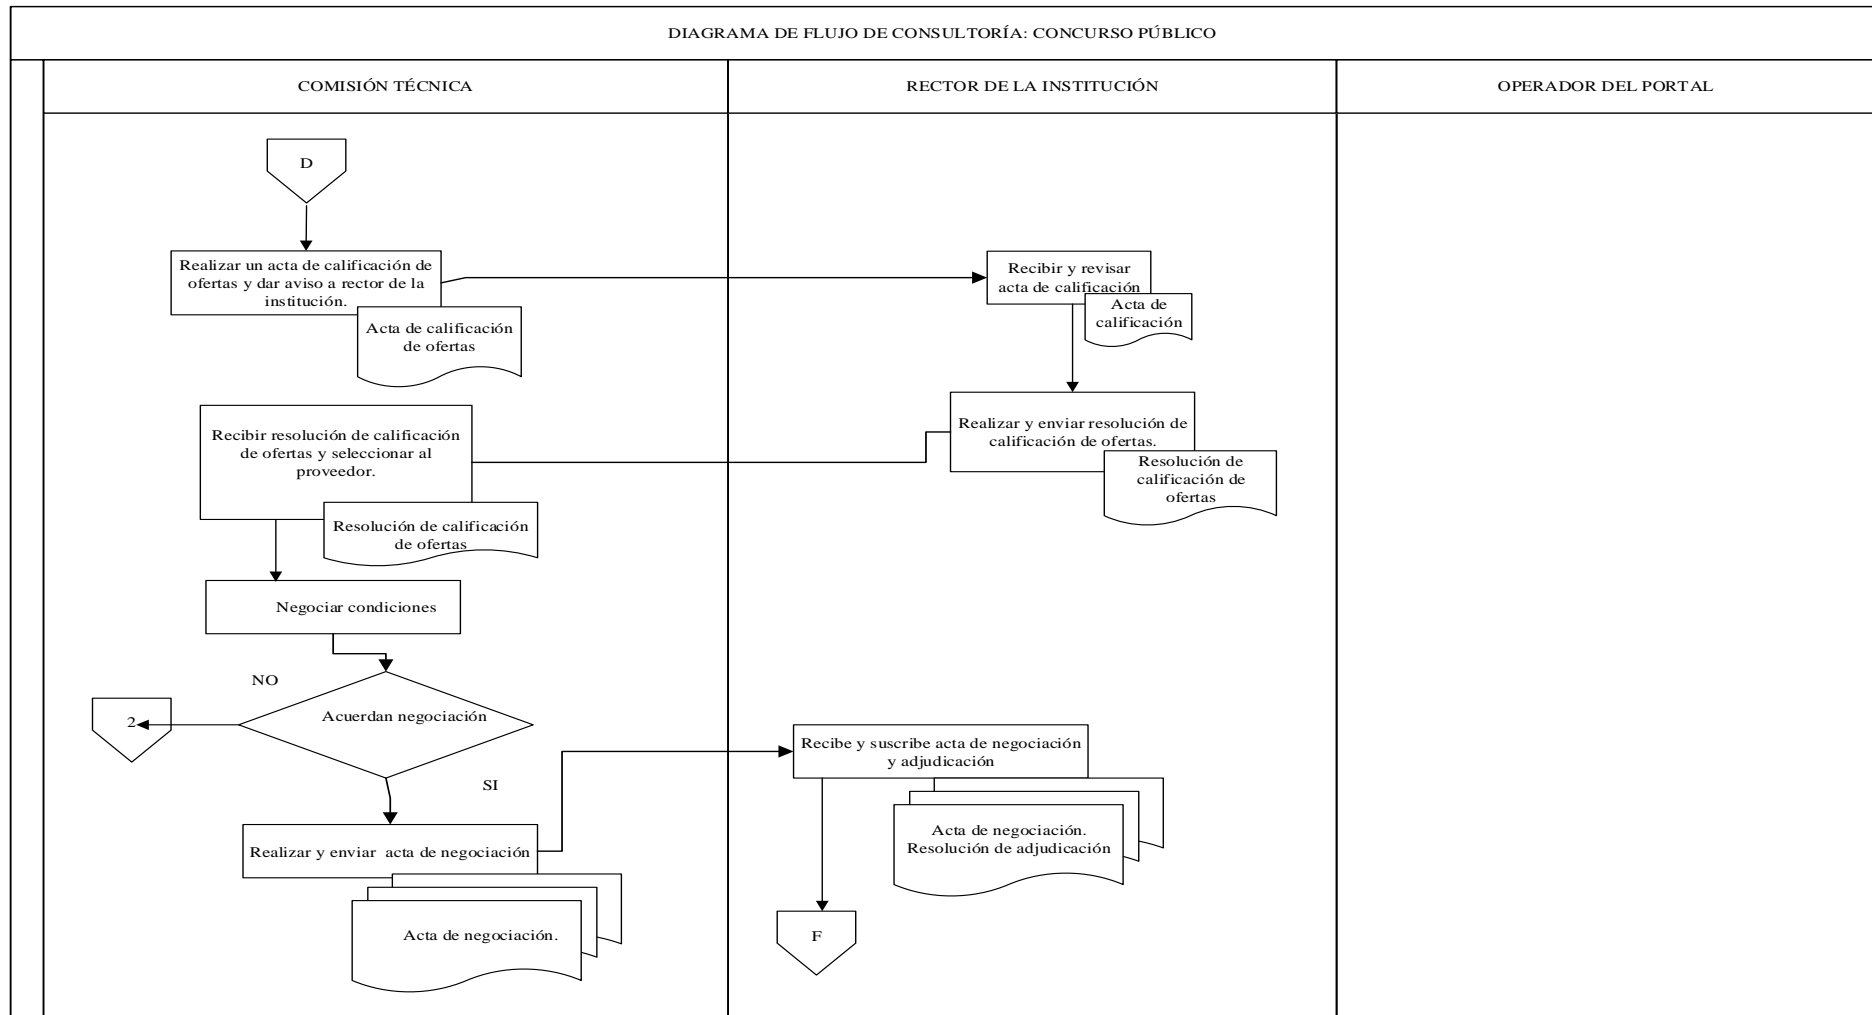 DIAGRAMA DE FLUJO DE CONSULTORÍA: CONCURSO PÚBLICO
COMISIÓN TÉCNICA
RECTOR DE LA INSTITUCIÓN
OPERADOR DEL PORTAL
D
Realizar un acta de calificación de
ofertas y dar aviso a rector de la
institución.
Acta de calificación
de ofertas
Recibir y revisar
acta de calificación
Acta de
calificación
Realizar y enviar resolución de
calificación de ofertas.
Resolución de
calificación de
ofertas
Recibir resolución de calificación
de ofertas y seleccionar al
proveedor.
Resolución de calificación
de ofertas
Negociar condiciones
NO
Acuerdan negociación
2
SI
Realizar y enviar  acta de negociación
Acta de negociación.
Recibe y suscribe acta de negociación
y adjudicación
Acta de negociación.
Resolución de adjudicación
F